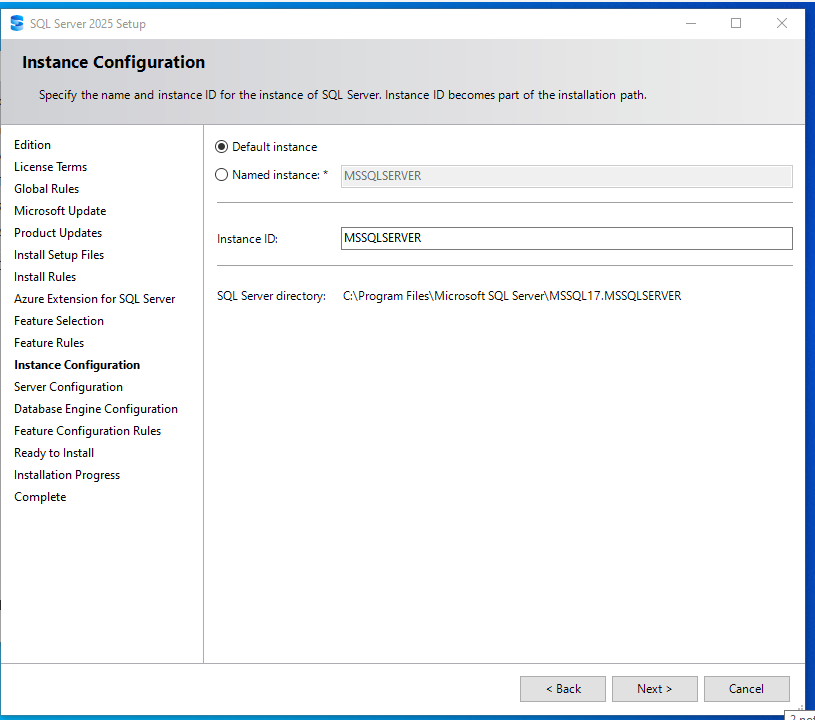 SQL Server 2025 Setup
Instance Configuration
Specify the name and instance ID for the instance of SQL Server. Instance ID becomes part of the installation path.
Edition
License Terms
Global Rules
Microsoft Update
Product Updates
Install Setup Files
Install Rules
Azure Extension for SQL Server
Feature Selection
Feature Rules
Instance Configuration
Server Configuration
Database Engine Configuration
Feature Configuration Rules
Ready to Install
Installation Progress
Complete
Default instance
Named instance: * MSSQLSERVER
Instance ID: MSSQLSERVER
SQL Server directory: C:\Program Files\Microsoft SQL Server\MSSQL17.MSSQLSERVER
< Back Next > Cancel